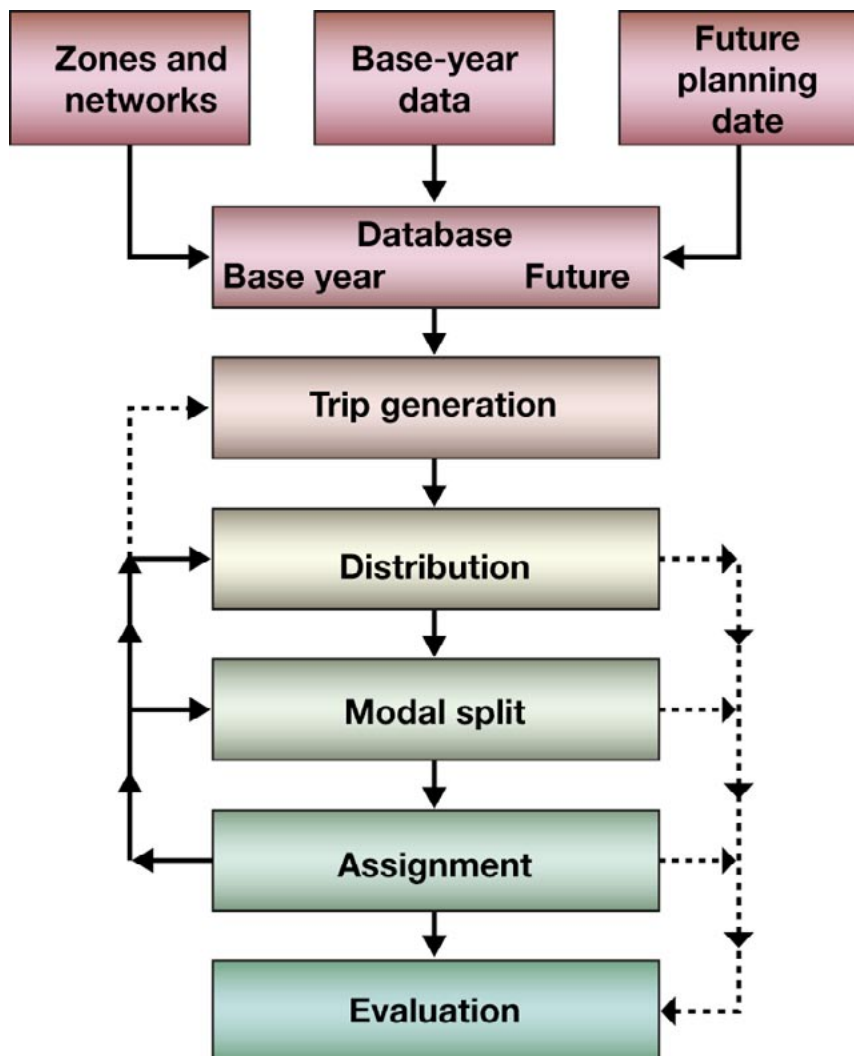 Zones and
networks
Base-year
data
Future
planning
date
Database
Base year Future
Trip generation
Distribution
Modal split
Assignment
Evaluation